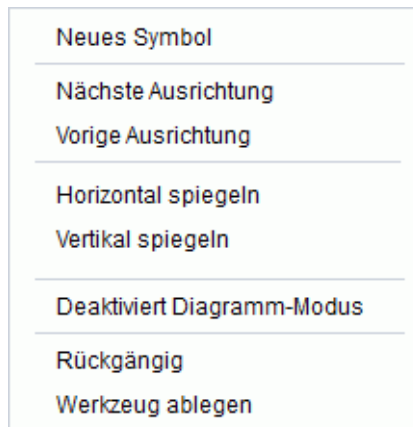 Neues Symbol
Nächste Ausrichtung
Vorige Ausrichtung
Horizontal spiegeln
Vertikal spiegeln
Deaktiviert Diagramm-Modus
Rückgängig
Werkzeug ablegen